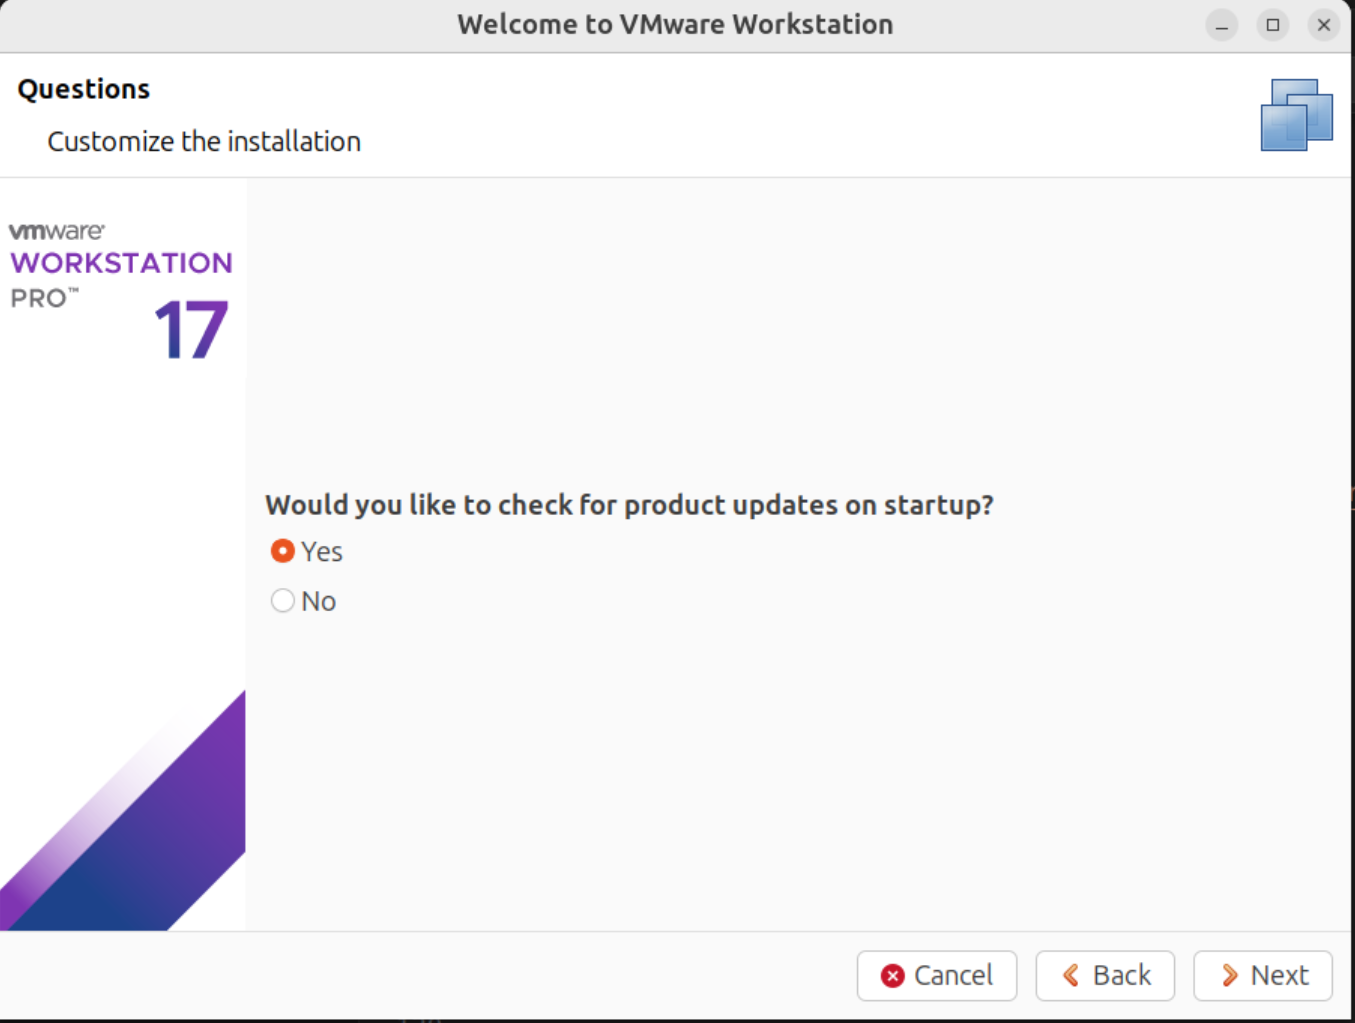 Welcome to VMware Workstation
Questions
Customize the installation
vmware®
WORKSTATION
PRO™
17
Would you like to check for product updates on startup?
Yes
No
Cancel
Back
Next